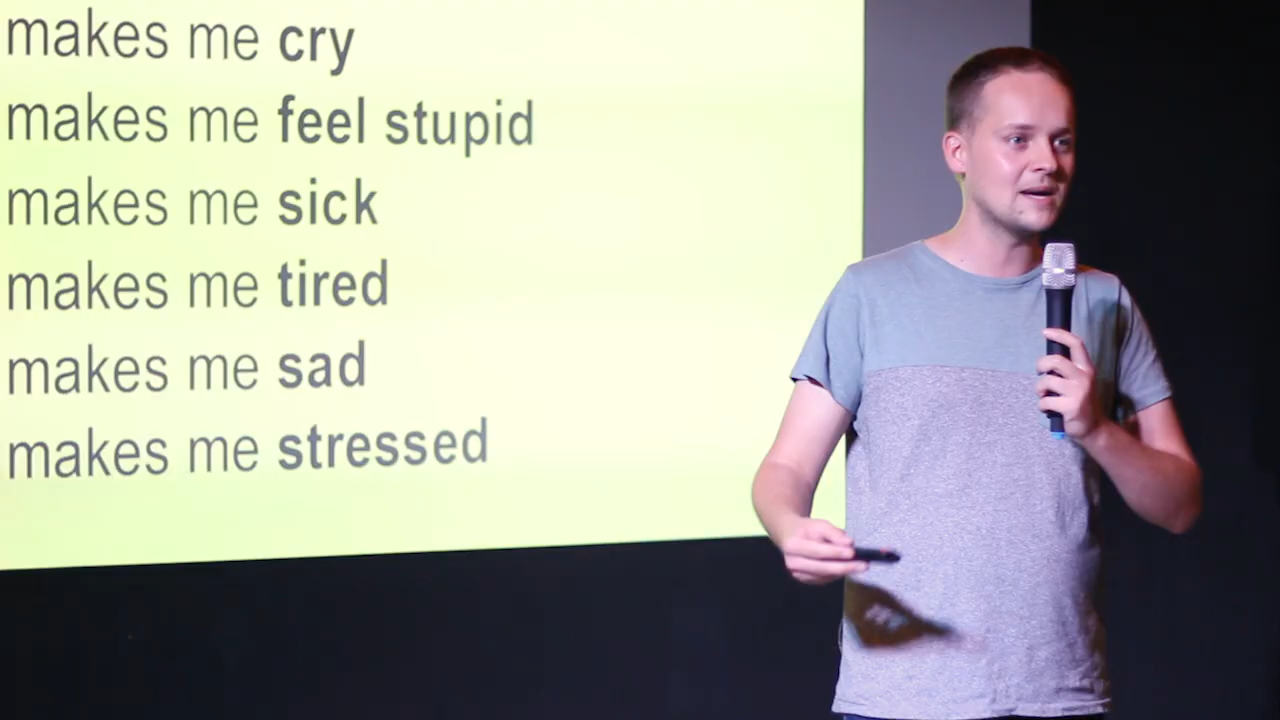 makes me cry
makes me feel stupid
makes me sick
makes me tired
makes me sad
makes me stressed